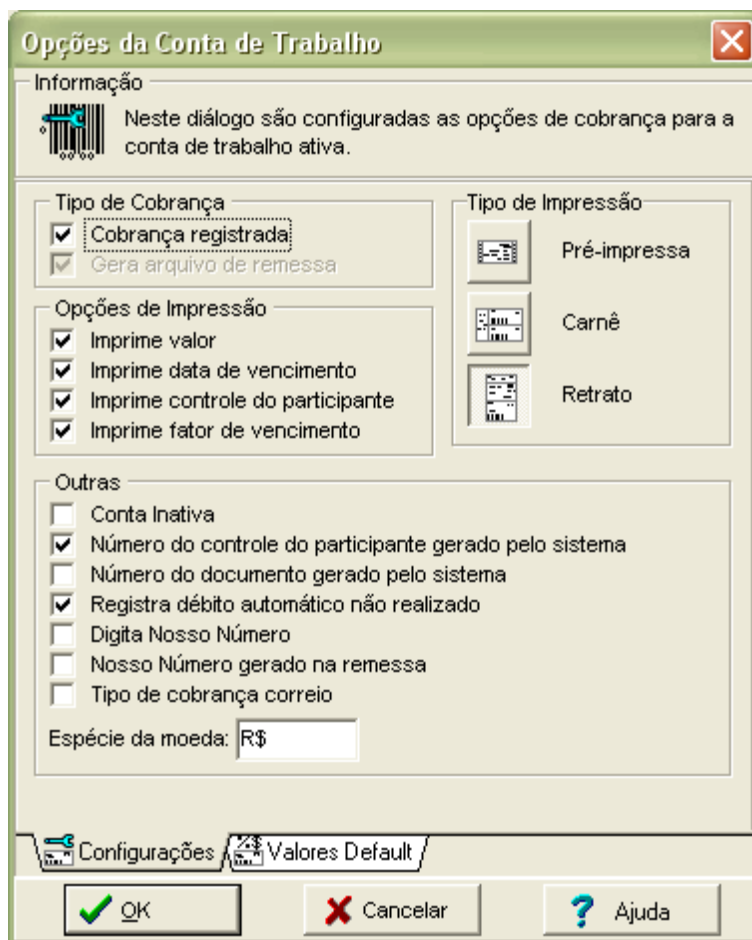 Opções da Conta de Trabalho
Informação
Neste diálogo são configuradas as opções de cobrança para a
conta de trabalho ativa.
Tipo de Cobrança
Cobrança registrada
Gera arquivo de remessa
Opções de Impressão
Imprime valor
Imprime data de vencimento
Imprime controle do participante
Imprime fator de vencimento
Tipo de Impressão
Pré-impressa
Carnê
Retrato
Outras
Conta Inativa
Número do controle do participante gerado pelo sistema
Número do documento gerado pelo sistema
Registra débito automático não realizado
Digita Nosso Número
Nosso Número gerado na remessa
Tipo de cobrança correio
Espécie da moeda: R$
Configurações Valores Default
OK Cancelar Ajuda